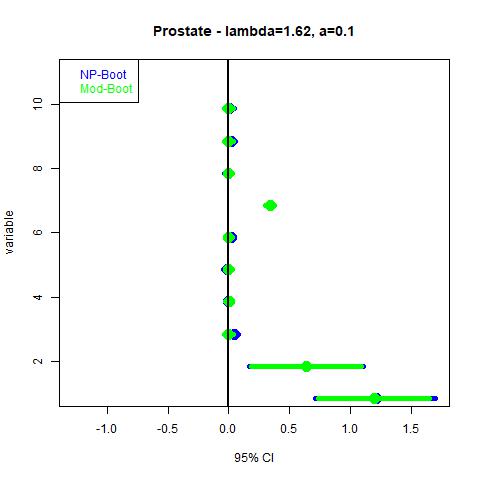 Prostate - lambda=1.62, a=0.1
NP-Boot
Mod-Boot
10
8
6
4
2
variable
-1.0 -0.5 0.0 0.5 1.0 1.5
95% CI